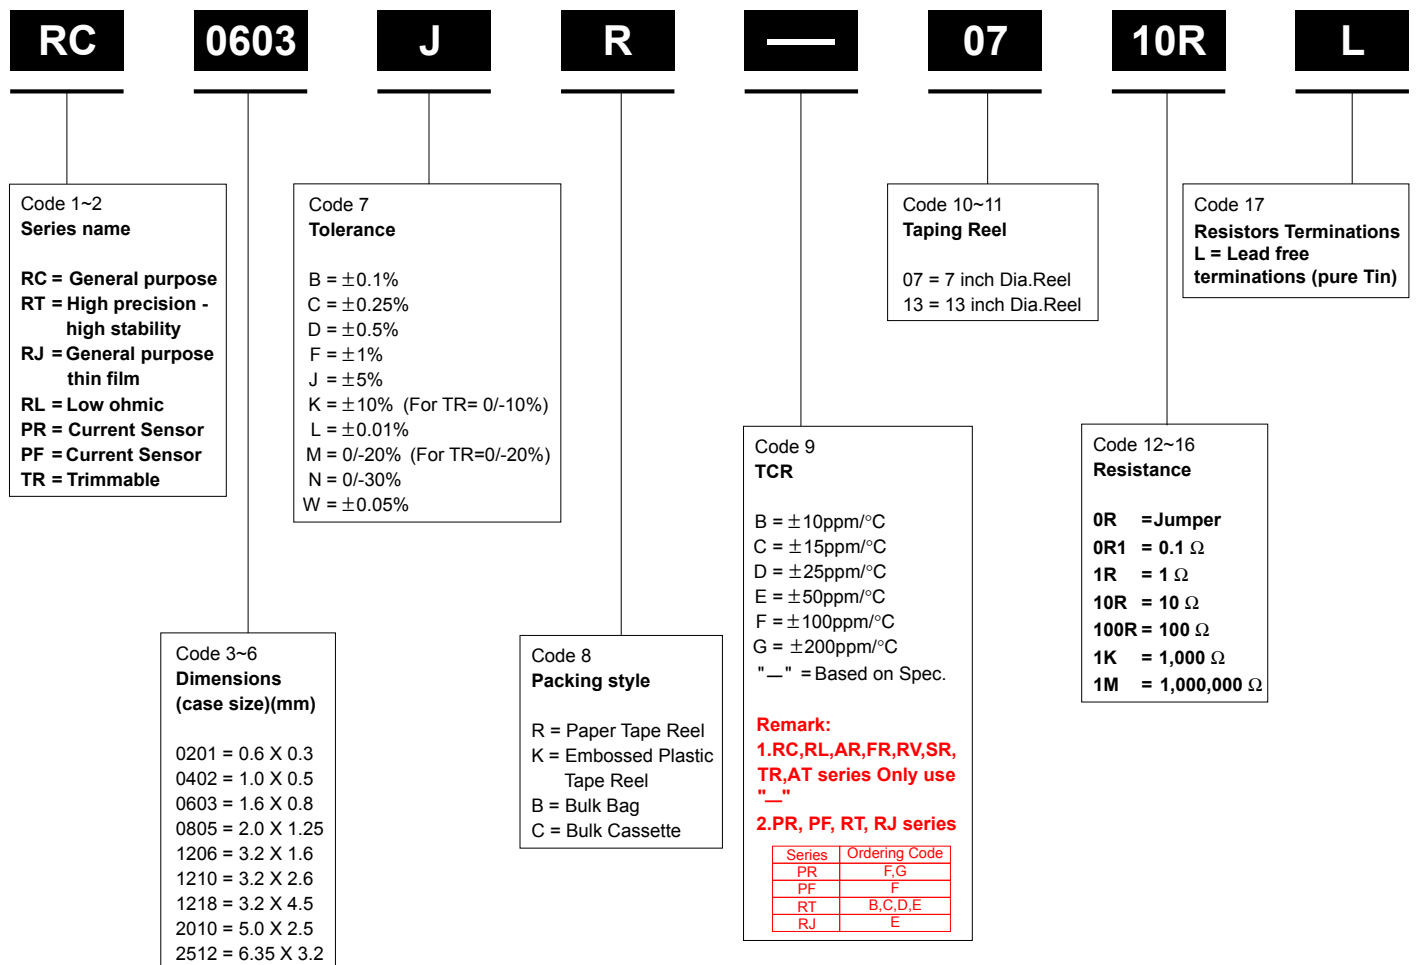 RC 0603 J R — 07 10R L
Code 1~2
Series name
RC = General purpose
RT = High precision -
high stability
RJ = General purpose
thin film
RL = Low ohmic
PR = Current Sensor
PF = Current Sensor
TR = Trimmable
Code 3~6
Dimensions
(case size)(mm)
0201 = 0.6 X 0.3
0402 = 1.0 X 0.5
0603 = 1.6 X 0.8
0805 = 2.0 X 1.25
1206 = 3.2 X 1.6
1210 = 3.2 X 2.6
1218 = 3.2 X 4.5
2010 = 5.0 X 2.5
2512 = 6.35 X 3.2
Code 7
Tolerance
B = ±0.1%
C = ±0.25%
D = ±0.5%
F = ±1%
J = ±5%
K = ±10% (For TR= 0/-10%)
L = ±0.01%
M = 0/-20% (For TR=0/-20%)
N = 0/-30%
W = ±0.05%
Code 8
Packing style
R = Paper Tape Reel
K = Embossed Plastic
Tape Reel
B = Bulk Bag
C = Bulk Cassette
Code 9
TCR
B = ±10ppm/°C
C = ±15ppm/°C
D = ±25ppm/°C
E = ±50ppm/°C
F = ±100ppm/°C
G = ±200ppm/°C
"—" = Based on Spec.
Remark:
1.RC,RL,AR,FR,RV,SR,
TR,AT series Only use
"—"
2.PR, PF, RT, RJ series
Series Ordering Code
PR F,G
PF F
RT B,C,D,E
RJ E
Code 10~11
Taping Reel
07 = 7 inch Dia.Reel
13 = 13 inch Dia.Reel
Code 12~16
Resistance
0R =Jumper
0R1 = 0.1 Ω
1R = 1 Ω
10R = 10 Ω
100R = 100 Ω
1K = 1,000 Ω
1M = 1,000,000 Ω
Code 17
Resistors Terminations
L = Lead free
terminations (pure Tin)